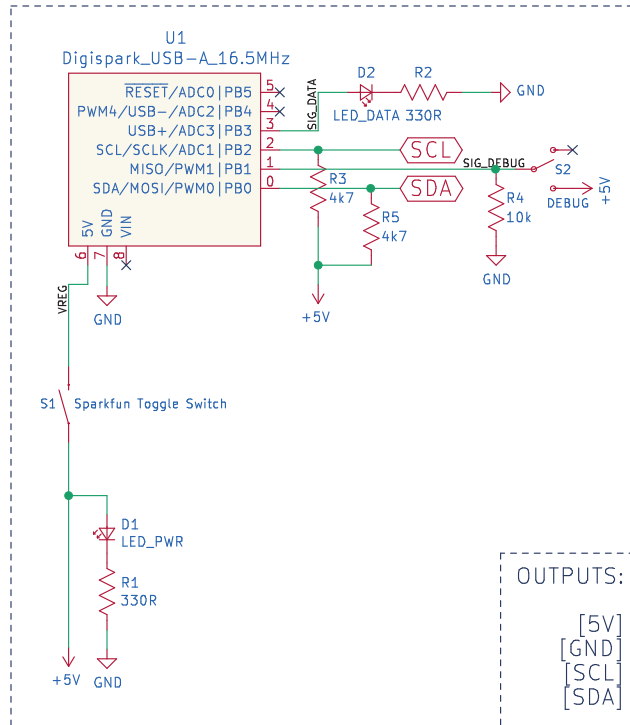 U1
Digispark_USB-A_16.5MHz
RESET/ADC0|PB5
5
PWM4/USB-/ADC2|PB4
4
USB+/ADC3|PB3
3
SCL/SCLK/ADC1|PB2
2
MISO/PWM1|PB1
1
SDA/MOSI/PWM0|PB0
0
5V
GND
VIN
6
7
8
SIG_DATA
D2
LED_DATA
R2
330R
GND
SCL
SIG_DEBUG
S2
DEBUG
+5V
SDA
R3
4k7
R5
4k7
R4
10k
GND
+5V
VREG
GND
S1
Sparkfun Toggle Switch
D1
LED_PWR
R1
330R
+5V
GND
OUTPUTS:
[5V]
[GND]
[SCL]
[SDA]